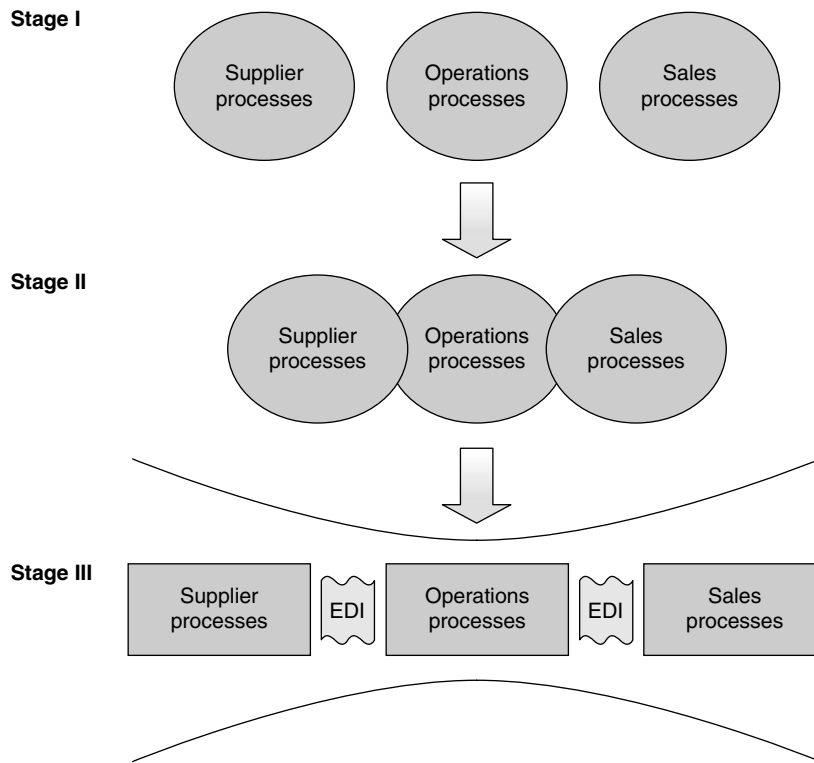 Stage I
Supplier
processes
Operations
processes
Sales
processes
Stage II
Supplier
processes
Operations
processes
Sales
processes
Stage III
Supplier
processes
EDI
Operations
processes
EDI
Sales
processes